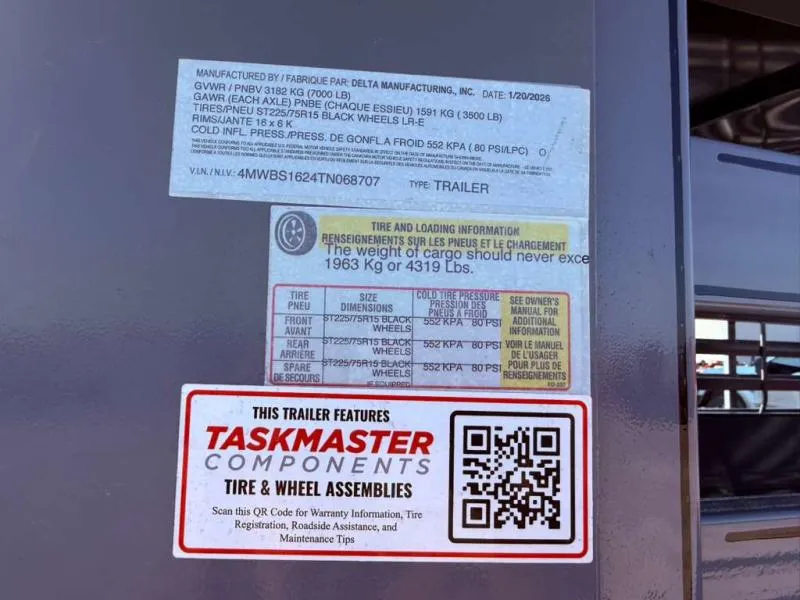 MANUFACTURED BY / FABRIQUE PAR: DELTA MANUFACTURING., INC. DATE: 1/20/2026
GVWR / PNBV 3182 KG (7000 LB)
GAWR (EACH AXLE) PNBE (CHAQUE ESSIEU) 1591 KG ( 3500 LB)
TIRES/PNEU ST225/75R15 BLACK WHEELS LR-E
RIMS/JANTE 16 x 6 K
COLD INFL. PRESS./PRESS. DE GONFL.A FROID 552 KPA ( 80 PSI/LPC) O
V.I.N. / N.I.V.: 4MWBS1624TN068707 TYPE: TRAILER
TIRE AND LOADING INFORMATION
RENSEIGNEMENTS SUR LES PNEUS ET LE CHARGEMENT
The weight of cargo should never exce
1963 Kg or 4319 Lbs.
TIRE PNEU SIZE DIMENSIONS COLD TIRE PRESSURE PRESSION DES PNEUS À FROID
FRONT AVANT ST225/75R15 BLACK WHEELS 552 KPA 80 PSI
REAR ARRIÈRE ST225/75R15 BLACK WHEELS 552 KPA 80 PSI
SPARE DE SECOURS ST225/75R15 BLACK WHEELS 552 KPA 80 PSI
IF EQUIPPED
SEE OWNER'S
MANUAL FOR
ADDITIONAL
INFORMATION
VOIR LE MANUEL
DE L'USAGER
POUR PLUS DE
RENSEIGNEMENTS
THIS TRAILER FEATURES
TASKMASTER
COMPONENTS
TIRE & WHEEL ASSEMBLIES
Scan this QR Code for Warranty Information, Tire
Registration, Roadside Assistance, and
Maintenance Tips